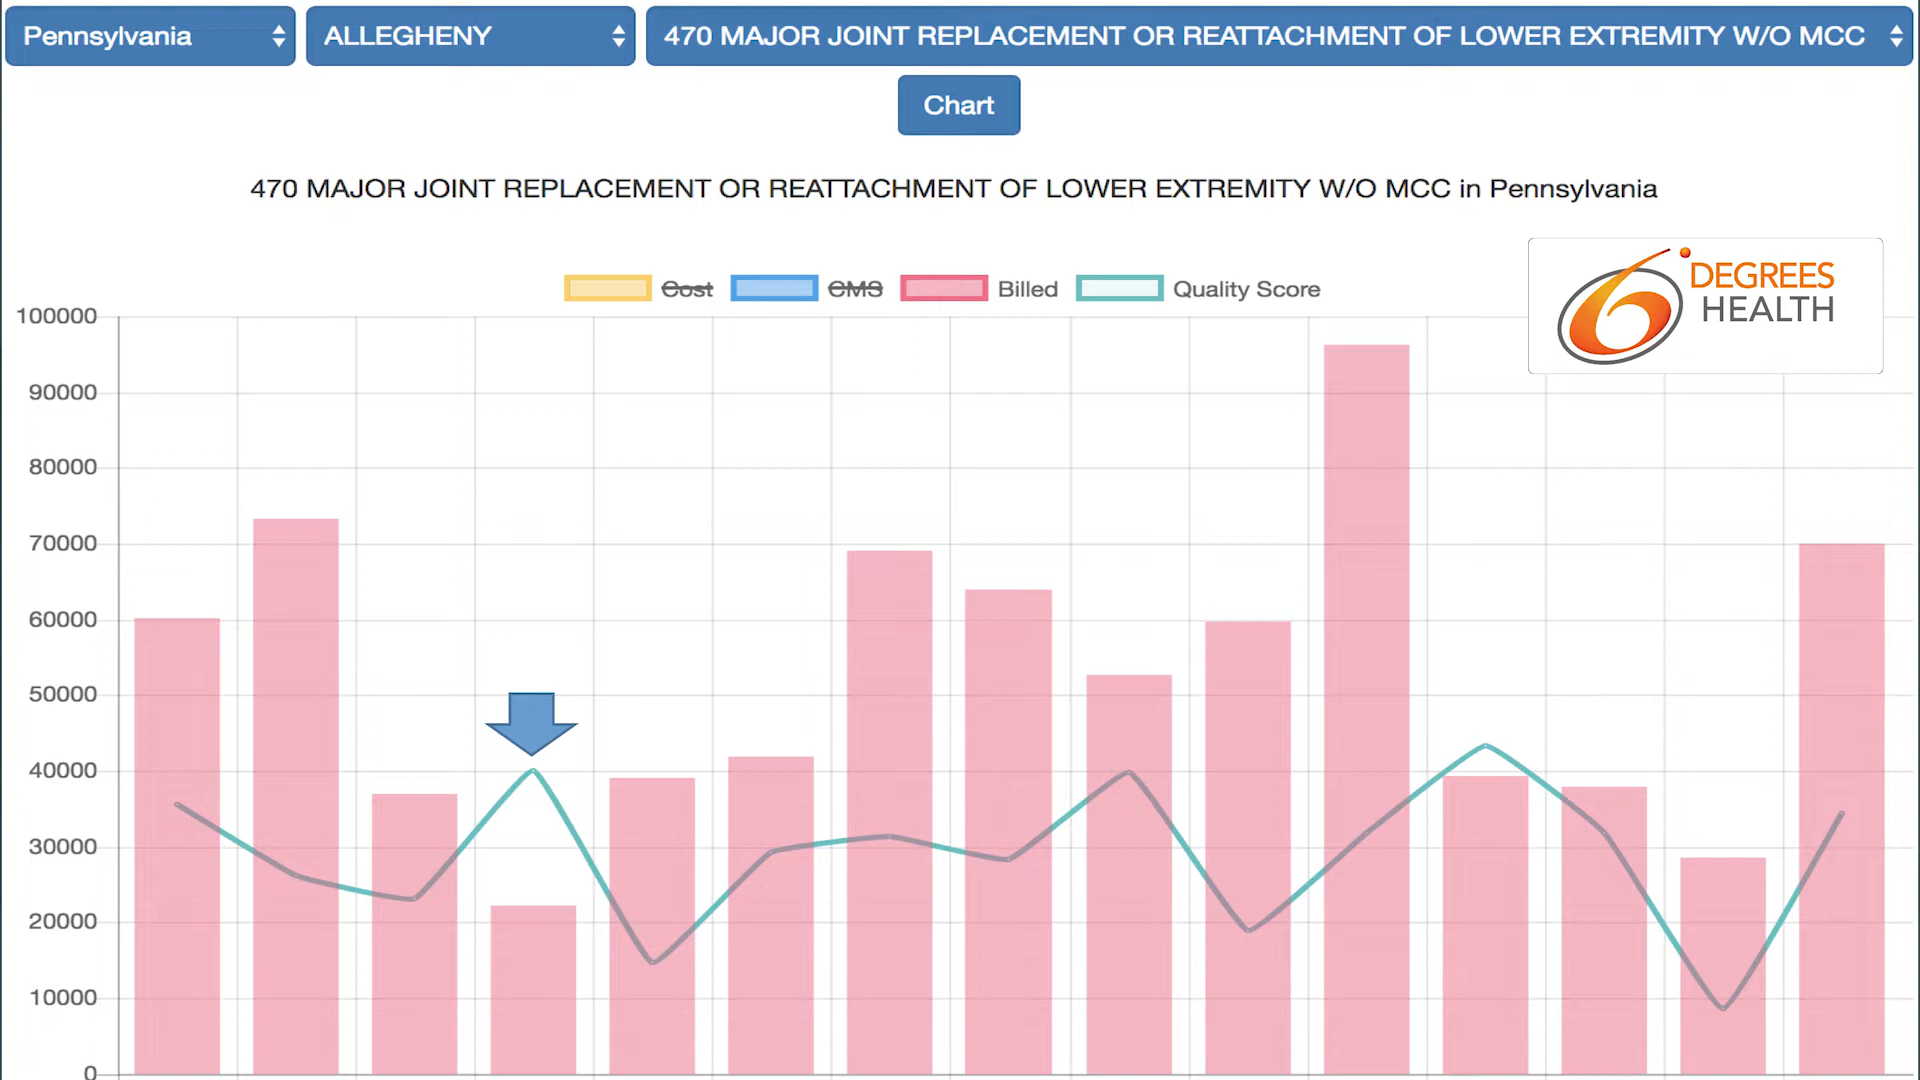 Pennsylvania
ALLEGHENY
470 MAJOR JOINT REPLACEMENT OR REATTACHMENT OF LOWER EXTREMITY W/O MCC
Chart
470 MAJOR JOINT REPLACEMENT OR REATTACHMENT OF LOWER EXTREMITY W/O MCC in Pennsylvania
Cost
CMS
Billed
Quality Score
6 DEGREES
HEALTH
100000
90000
80000
70000
60000
50000
40000
30000
20000
10000
0